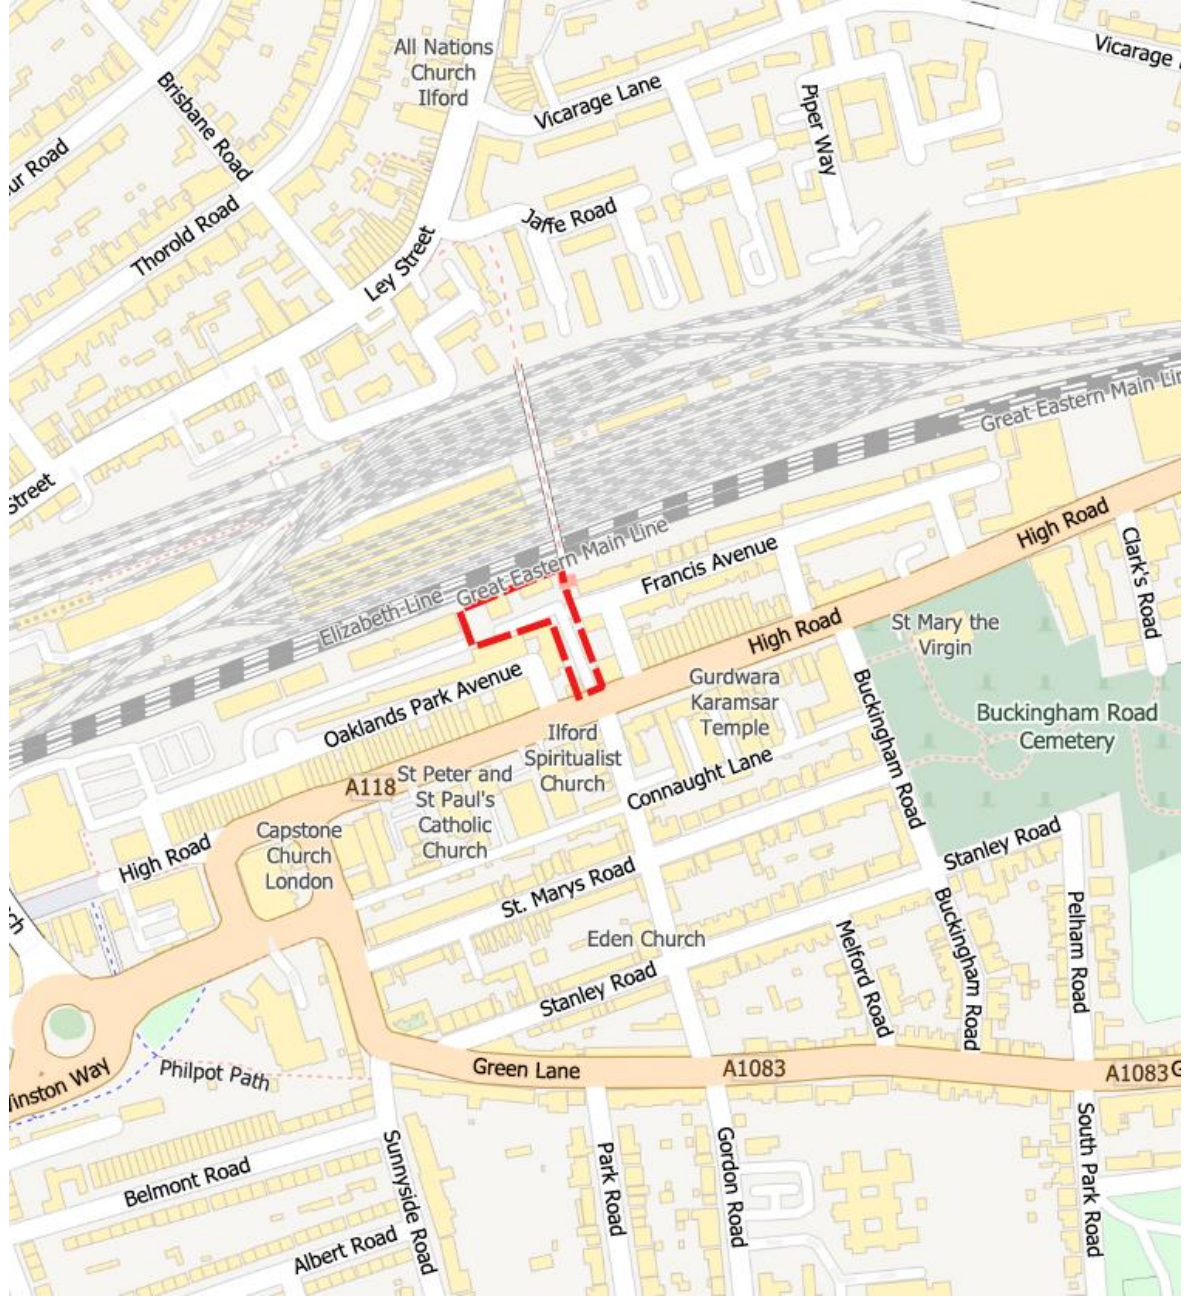 All Nations
Church
Ilford
Vicarage Lane
Vicarage
Piper Way
Brisbane Road
ur Road
Thorold Road
Jaffe Road
Ley Street
Great Eastern Main Lin
Street
High Road
Clark's Road
Great Eastern Main Line
Elizabeth Line
Francis Avenue
High Road
St Mary the
Virgin
Gurdwara
Karamsar
Temple
Oaklands Park Avenue
Buckingham Road
Buckingham Road
Cemetery
Ilford
Spiritualist
Church
A118
St Peter and
St Paul's
Catholic
Church
Connaught Lane
Capstone
Church
London
High Road
Stanley Road
St. Marys Road
ch
Buckingham Road
Pelham Road
Eden Church
Melford Road
Stanley Road
Green Lane
A1083
A1083
G
Philpot Path
inston Way
Sunnyside Road
Park Road
Gordon Road
South Park Road
Belmont Road
Albert Road